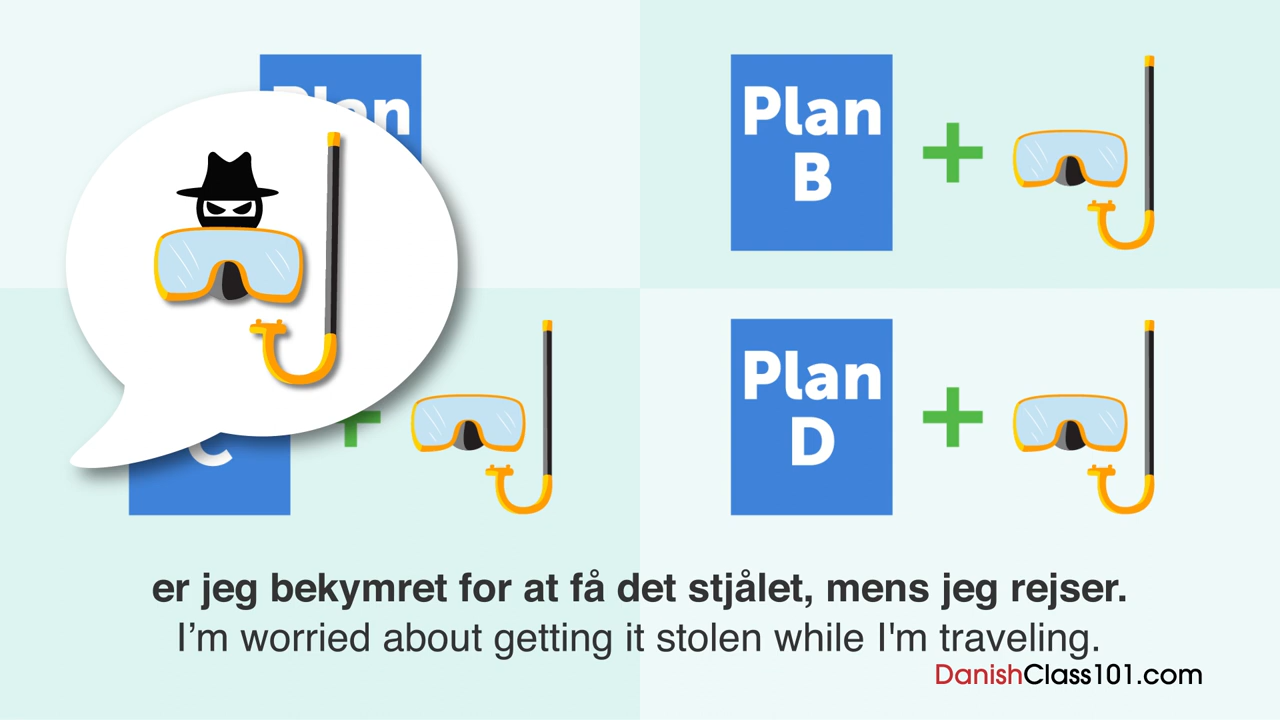 Plan
Plan
B
C
Plan
D
er jeg bekymret for at få det stjålet, mens jeg rejser.
I’m worried about getting it stolen while I'm traveling.
DanishClass101.com